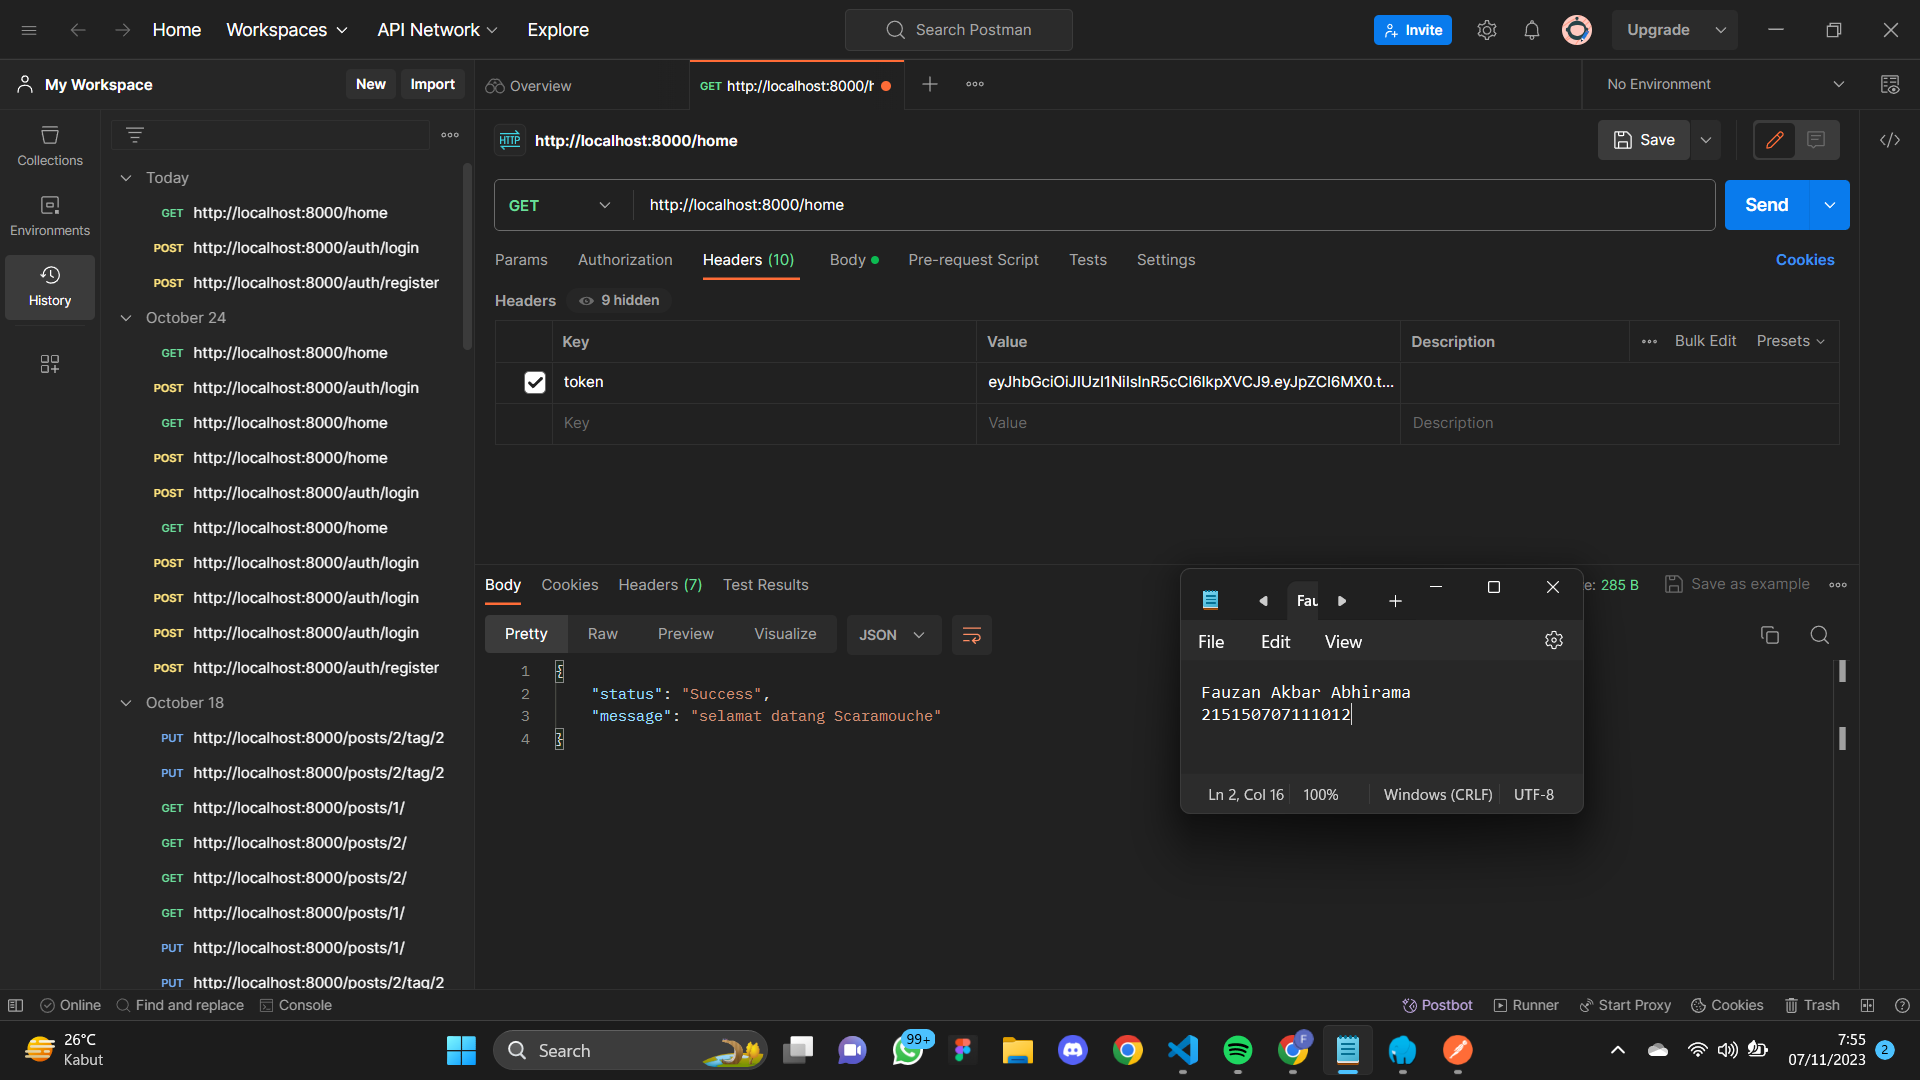 Home
Workspaces
API Network
Explore
Search Postman
Invite
Upgrade
My Workspace
New
Import
Overview
GET http://localhost:8000/h
No Environment
Collections
Environments
History
Today
GET http://localhost:8000/home
POST http://localhost:8000/auth/login
POST http://localhost:8000/auth/register
October 24
GET http://localhost:8000/home
POST http://localhost:8000/auth/login
GET http://localhost:8000/home
POST http://localhost:8000/home
POST http://localhost:8000/auth/login
GET http://localhost:8000/home
POST http://localhost:8000/auth/login
POST http://localhost:8000/auth/login
POST http://localhost:8000/auth/login
POST http://localhost:8000/auth/register
October 18
PUT http://localhost:8000/posts/2/tag/2
PUT http://localhost:8000/posts/2/tag/2
GET http://localhost:8000/posts/1/
GET http://localhost:8000/posts/2/
GET http://localhost:8000/posts/2/
GET http://localhost:8000/posts/1/
PUT http://localhost:8000/posts/1/
PUT http://localhost:8000/posts/2/tag/2
HTTP http://localhost:8000/home
Save
GET http://localhost:8000/home
Send
Params Authorization Headers (10) Body Pre-request Script Tests Settings Cookies
Headers 9 hidden
Key Value Description Bulk Edit Presets
token eyJhbGciOiJIUzI1NiIsInR5cCI6IkpXVCJ9.eyJpZCI6MX0.t...
Key Value Description
Body Cookies Headers (7) Test Results
e: 285 B Save as example
Pretty Raw Preview Visualize JSON
1 {
2 "status": "Success",
3 "message": "selamat datang Scaramouche"
4 }
Fau
File Edit View
Fauzan Akbar Abhirama
215150707111012
Ln 2, Col 16 100% Windows (CRLF) UTF-8
Online Find and replace Console
Postbot Runner Start Proxy Cookies Trash
26°C
Kabut
Search
99+
F
7:55
07/11/2023
2